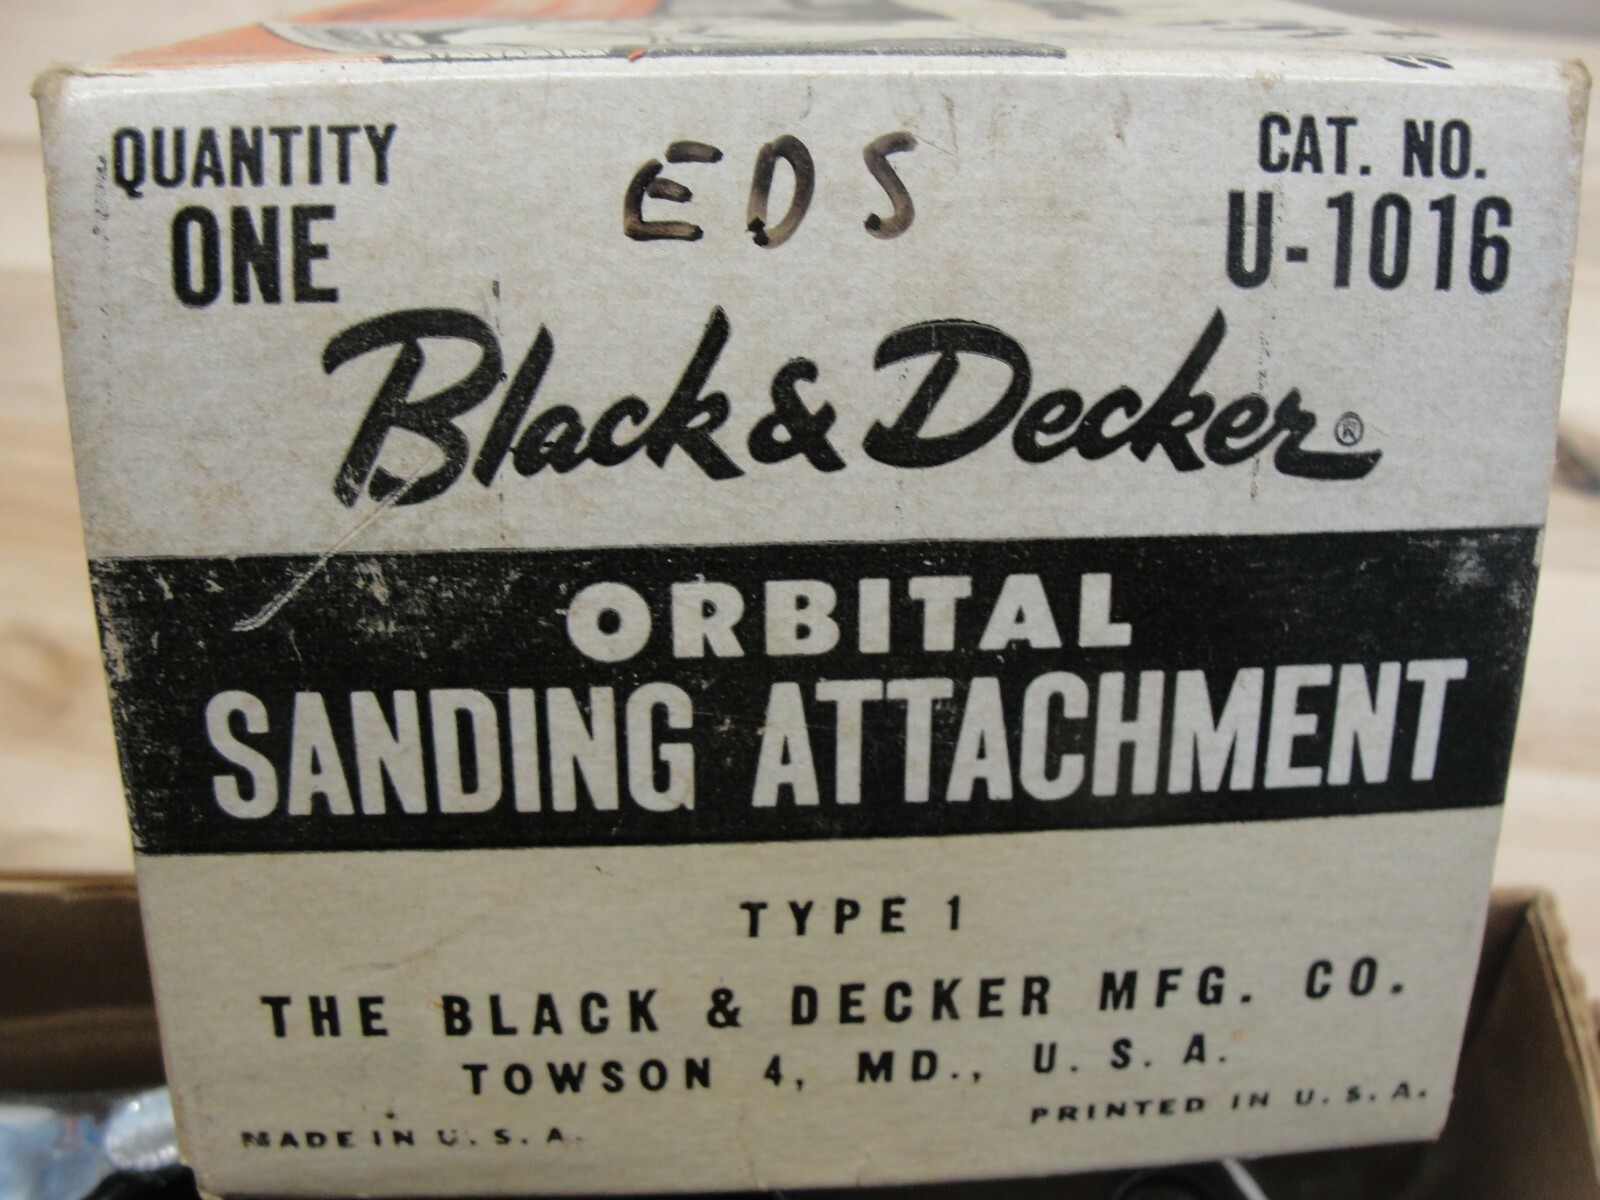 QUANTITY
ONE
EDS
CAT. NO.
U-1016
Black & Decker®
ORBITAL
SANDING ATTACHMENT
TYPE 1
THE BLACK & DECKER MFG. CO.
TOWSON 4, MD., U. S. A.
MADE IN U. S. A.
PRINTED IN U. S. A.